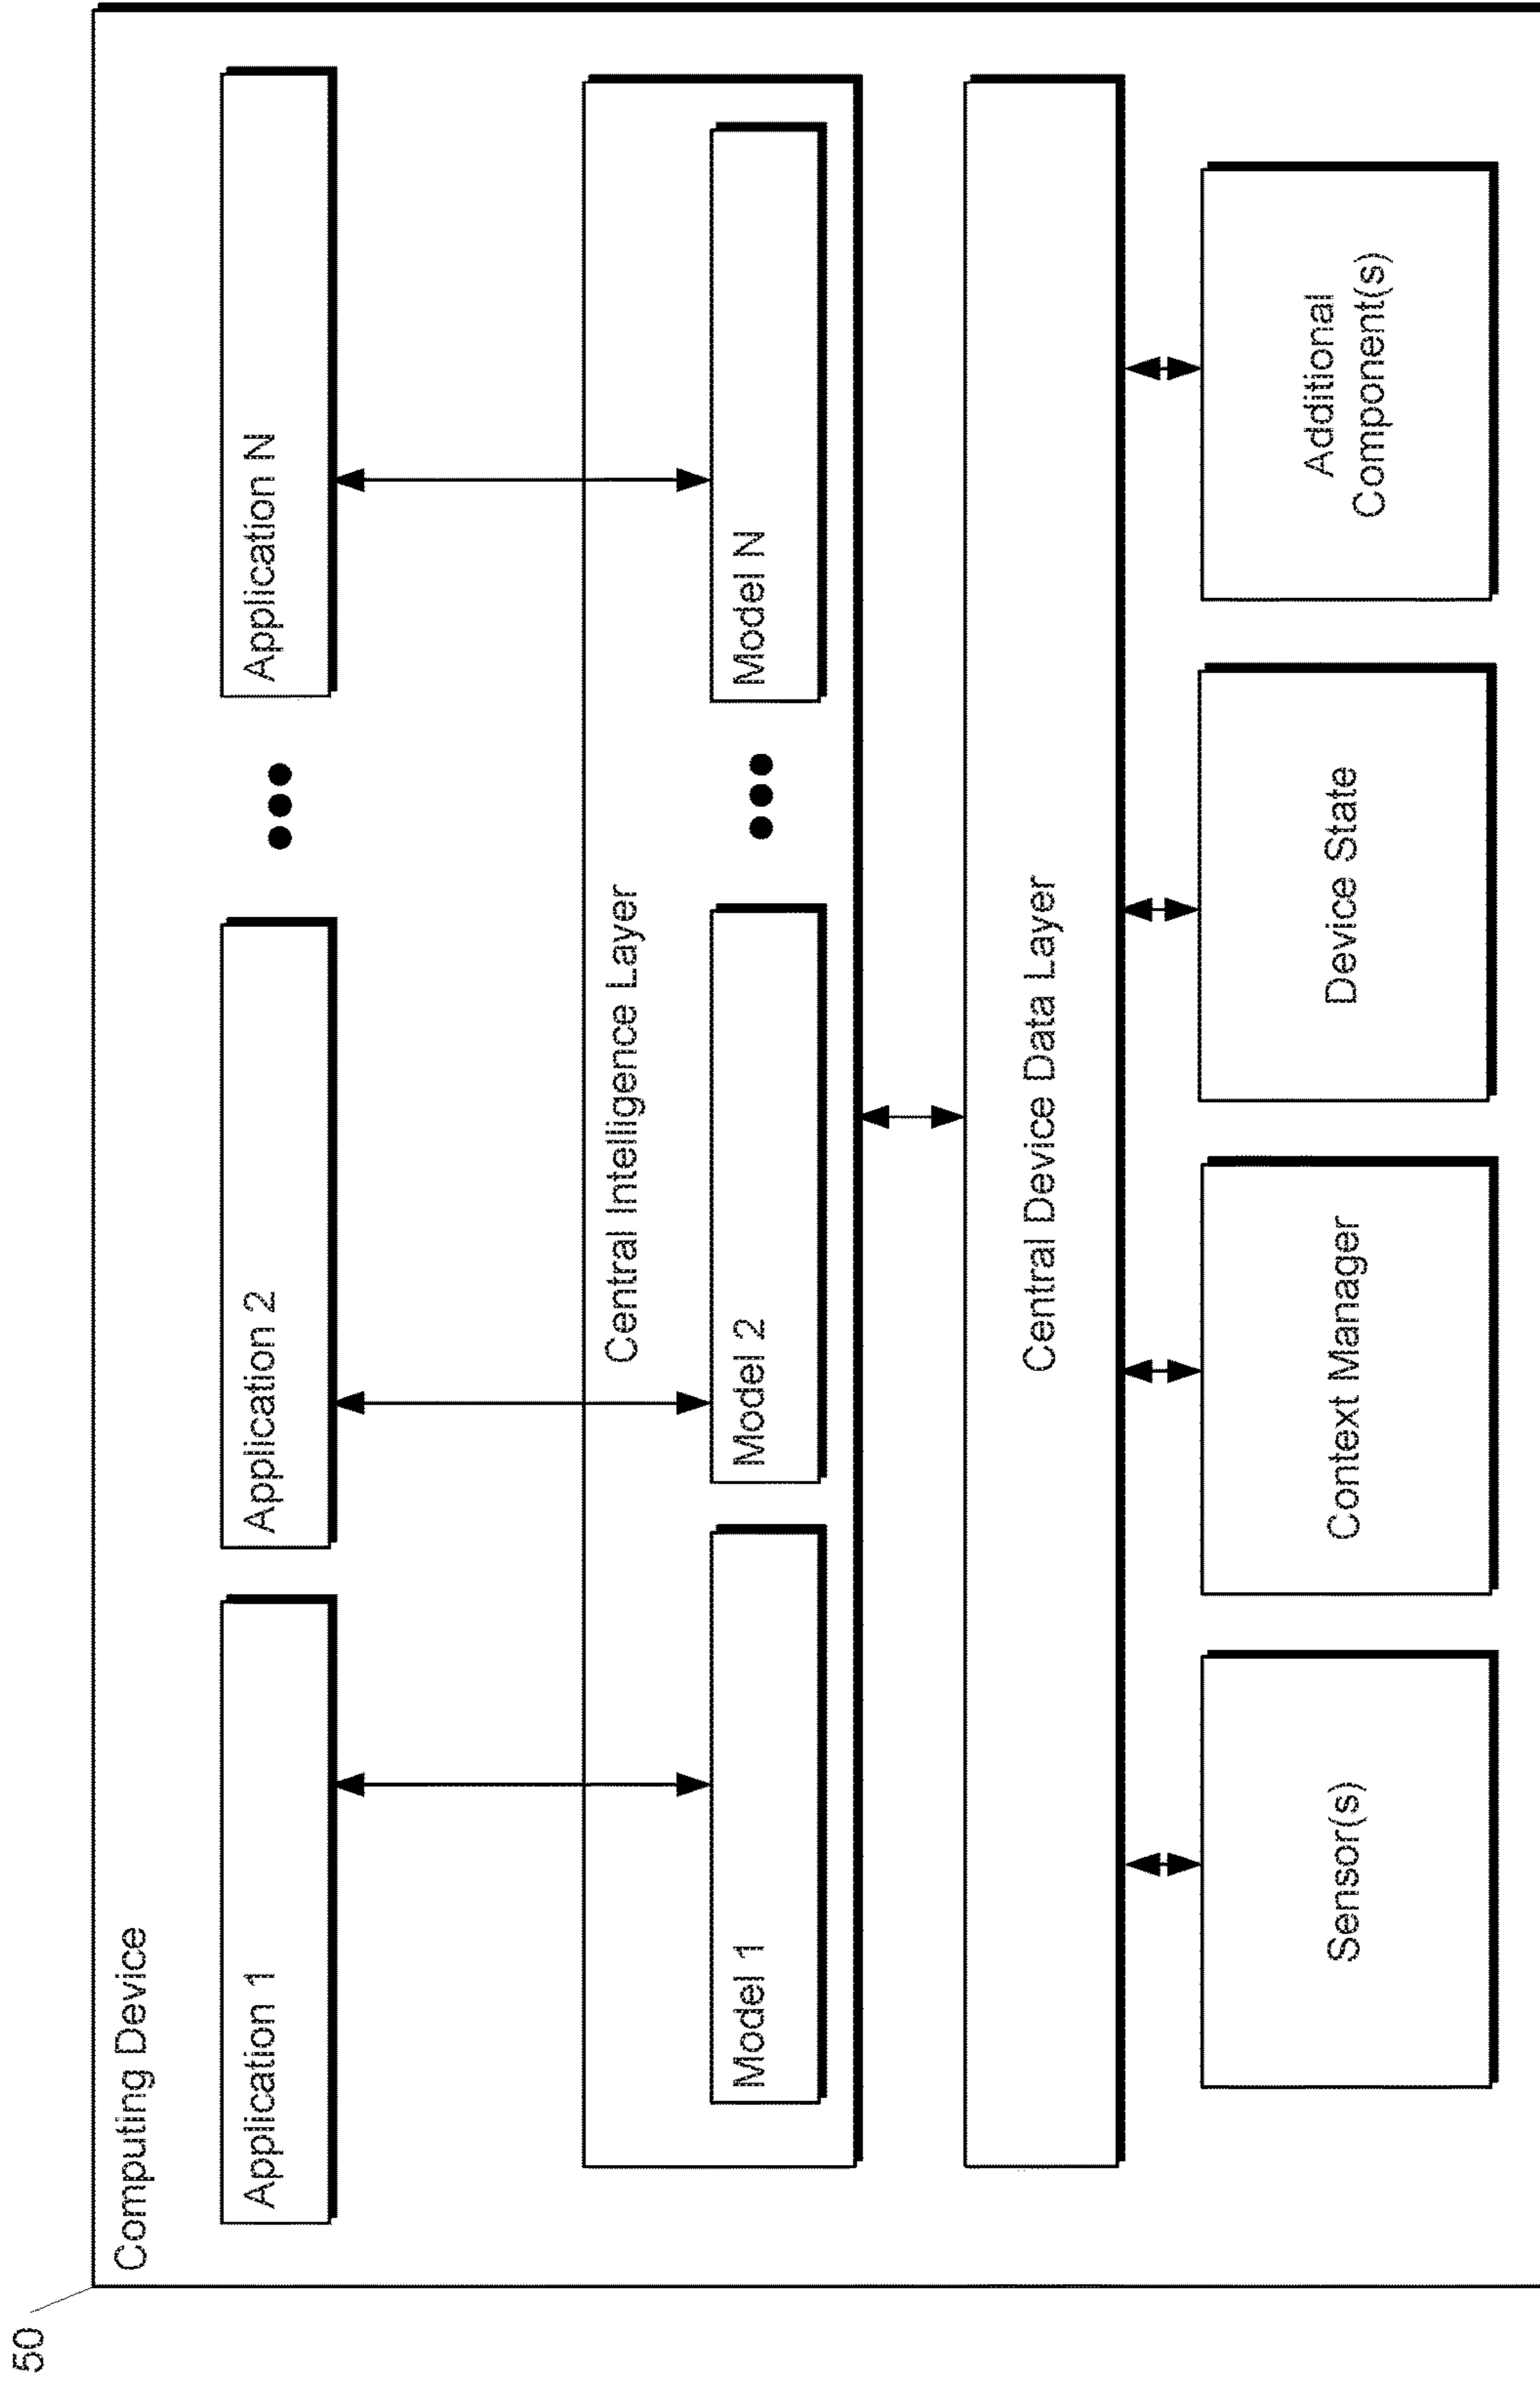 50
Computing Device
Application 1
Application 2
Application N
Central Intelligence Layer
Model 1
Model 2
Model N
Central Device Data Layer
Sensor(s)
Context Manager
Device State
Additional
Component(s)